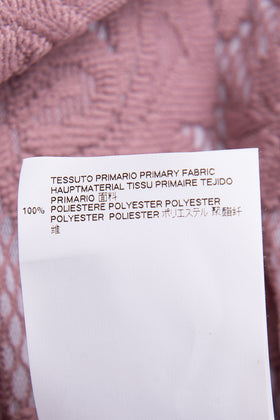 TESSUTO PRIMARIO PRIMARY FABRIC
HAUPTMATERIAL TISSU PRIMAIRE TEJIDO
PRIMARIO 面料
100% POLIESTERE POLYESTER POLYESTER
POLYESTER POLIESTER ポリエステル 聚酯纤
维